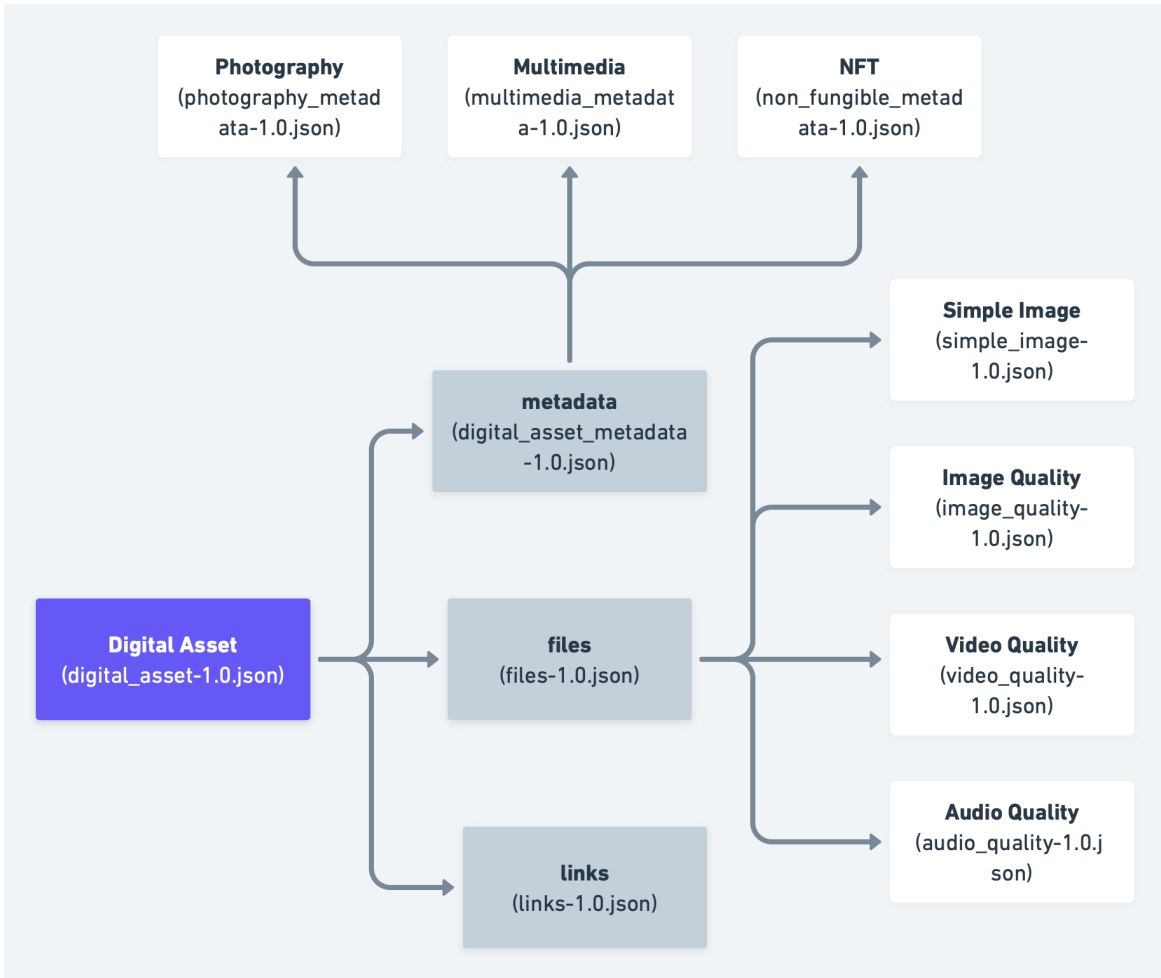 Photography
(photography_metad
ata-1.0.json)
Multimedia
(multimedia_metadat
a-1.0.json)
NFT
(non_fungible_metad
ata-1.0.json)
Simple Image
(simple_image-
1.0.json)
metadata
(digital_asset_metadata
-1.0.json)
Image Quality
(image_quality-
1.0.json)
Digital Asset
(digital_asset-1.0.json)
files
(files-1.0.json)
Video Quality
(video_quality-
1.0.json)
Audio Quality
(audio_quality-1.0.j
son)
links
(links-1.0.json)